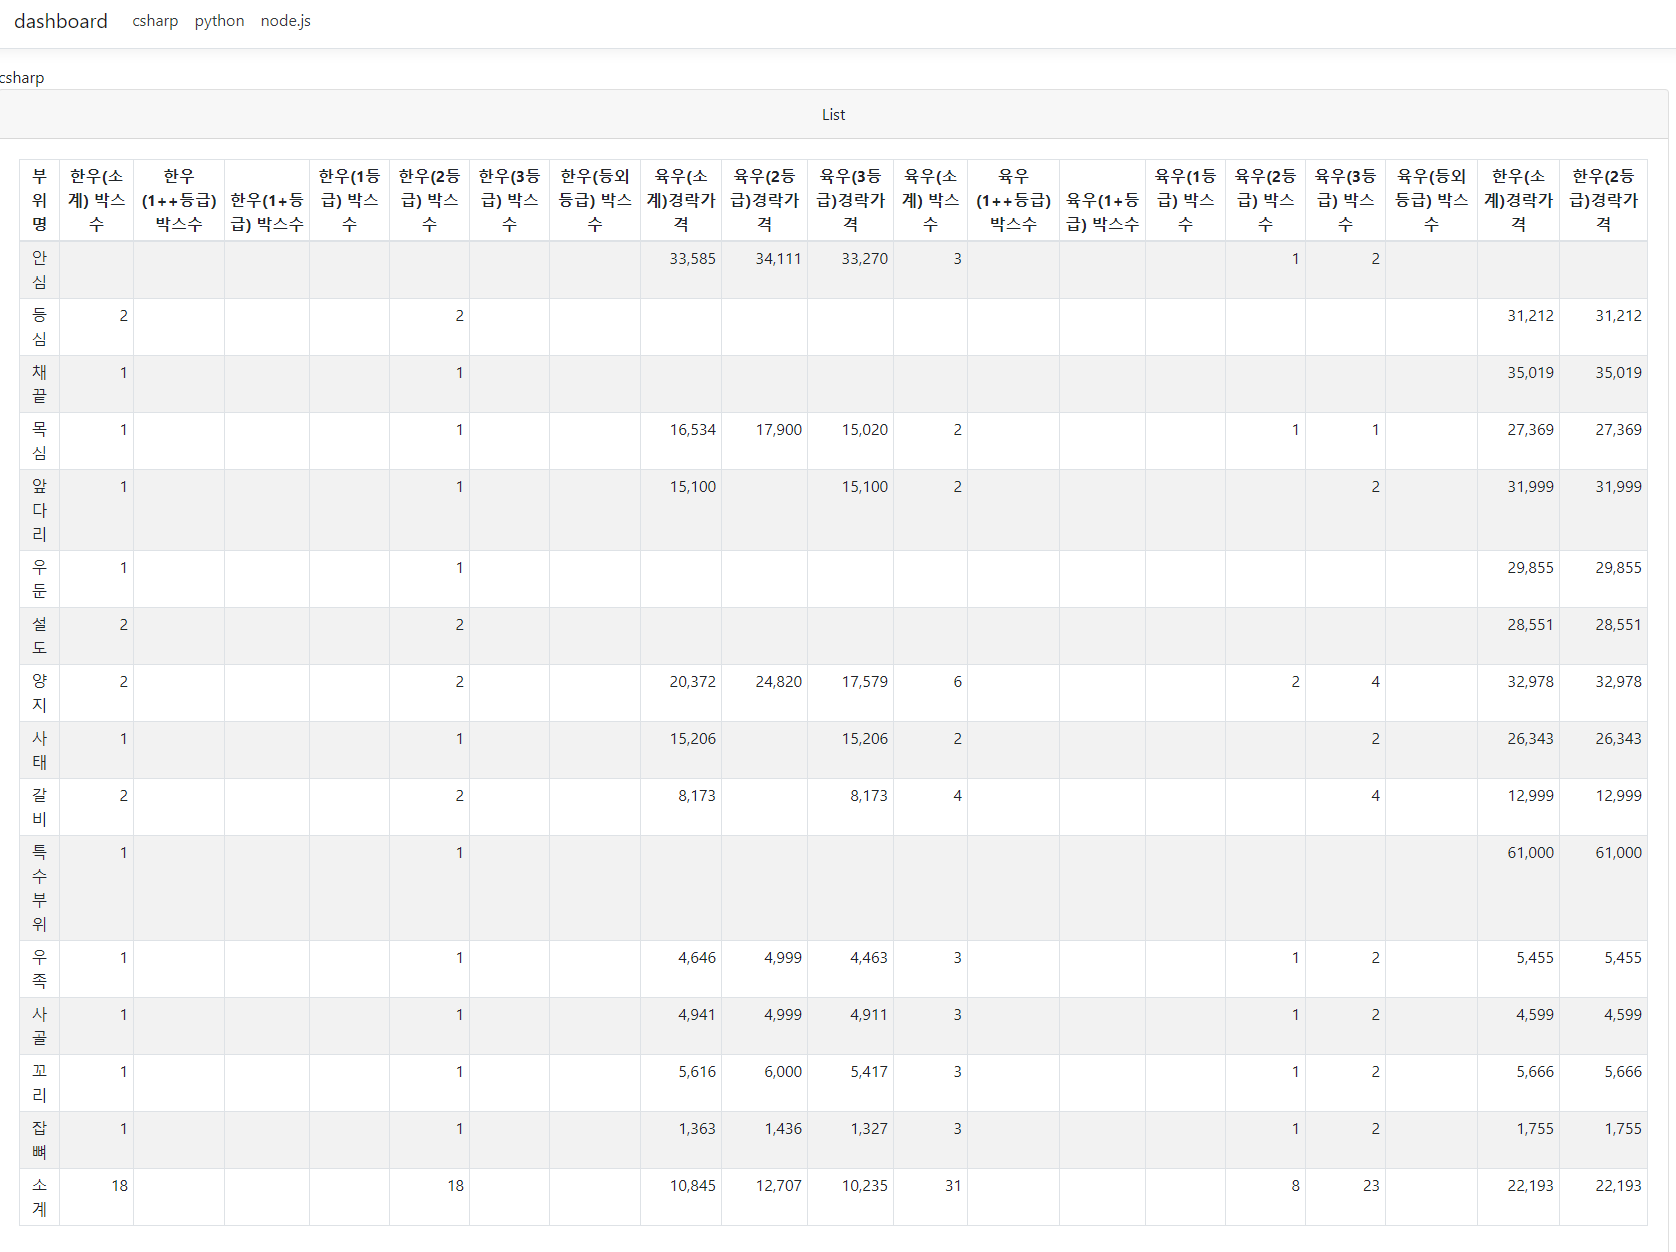 dashboard csharp python node.js
csharp
List
부위명 한우(소계) 박스수 한우(1++등급) 박스수 한우(1+등급) 박스수 한우(1등급) 박스수 한우(2등급) 박스수 한우(3등급) 박스수 한우(등외등급) 박스수 육우(소계)경락가격 육우(2등급)경락가격 육우(3등급)경락가격 육우(소계) 박스수 육우(1++등급) 박스수 육우(1+등급) 박스수 육우(1등급) 박스수 육우(2등급) 박스수 육우(3등급) 박스수 육우(등외등급) 박스수 한우(소계)경락가격 한우(2등급)경락가격
안심 33,585 34,111 33,270 3 1 2
등심 2 2 31,212 31,212
채끝 1 1 35,019 35,019
목심 1 1 16,534 17,900 15,020 2 1 1 27,369 27,369
앞다리 1 1 15,100 15,100 2 2 31,999 31,999
우둔 1 1 29,855 29,855
설도 2 2 28,551 28,551
양지 2 2 20,372 24,820 17,579 6 2 4 32,978 32,978
사태 1 1 15,206 15,206 2 2 26,343 26,343
갈비 2 2 8,173 8,173 4 4 12,999 12,999
특수부위 1 1 61,000 61,000
우족 1 1 4,646 4,999 4,463 3 1 2 5,455 5,455
사골 1 1 4,941 4,999 4,911 3 1 2 4,599 4,599
꼬리 1 1 5,616 6,000 5,417 3 1 2 5,666 5,666
잡뼈 1 1 1,363 1,436 1,327 3 1 2 1,755 1,755
소계 18 18 10,845 12,707 10,235 31 8 23 22,193 22,193